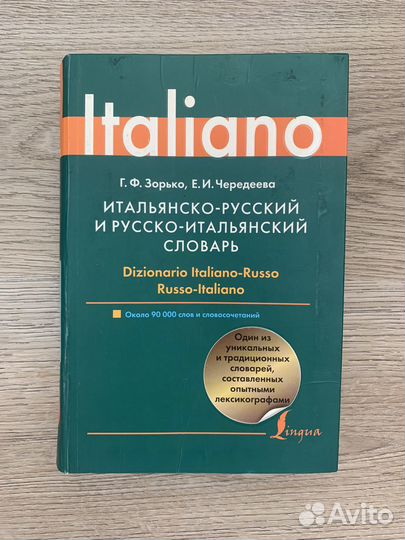 Italiano
Г. Ф. Зорько, Е. И. Чередеева
ИТАЛЬЯНСКО-РУССКИЙ
И РУССКО-ИТАЛЬЯНСКИЙ
СЛОВАРЬ
Dizionario Italiano-Russo
Russo-Italiano
Около 90 000 слов и словосочетаний
Один из
уникальных
и традиционных
словарей,
составленных
опытными
лексикографами
Lingua
Avito